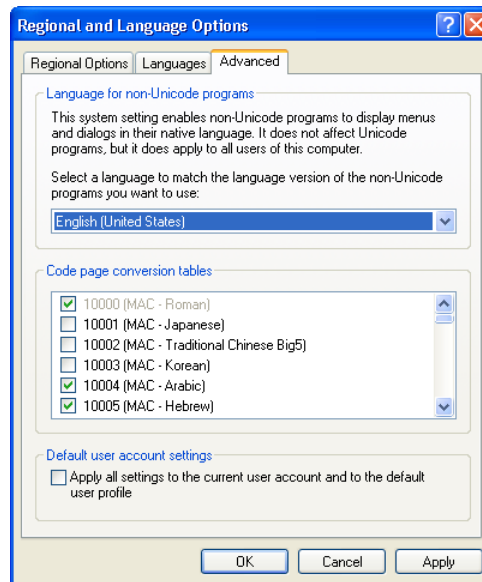 Regional and Language Options
Regional Options
Languages
Advanced
Language for non-Unicode programs
This system setting enables non-Unicode programs to display menus
and dialogs in their native language. It does not affect Unicode
programs, but it does apply to all users of this computer.
Select a language to match the language version of the non-Unicode
programs you want to use:
English (United States)
Code page conversion tables
10000 (MAC - Roman)
10001 (MAC - Japanese)
10002 (MAC - Traditional Chinese Big5)
10003 (MAC - Korean)
10004 (MAC - Arabic)
10005 (MAC - Hebrew)
Default user account settings
Apply all settings to the current user account and to the default
user profile
OK
Cancel
Apply